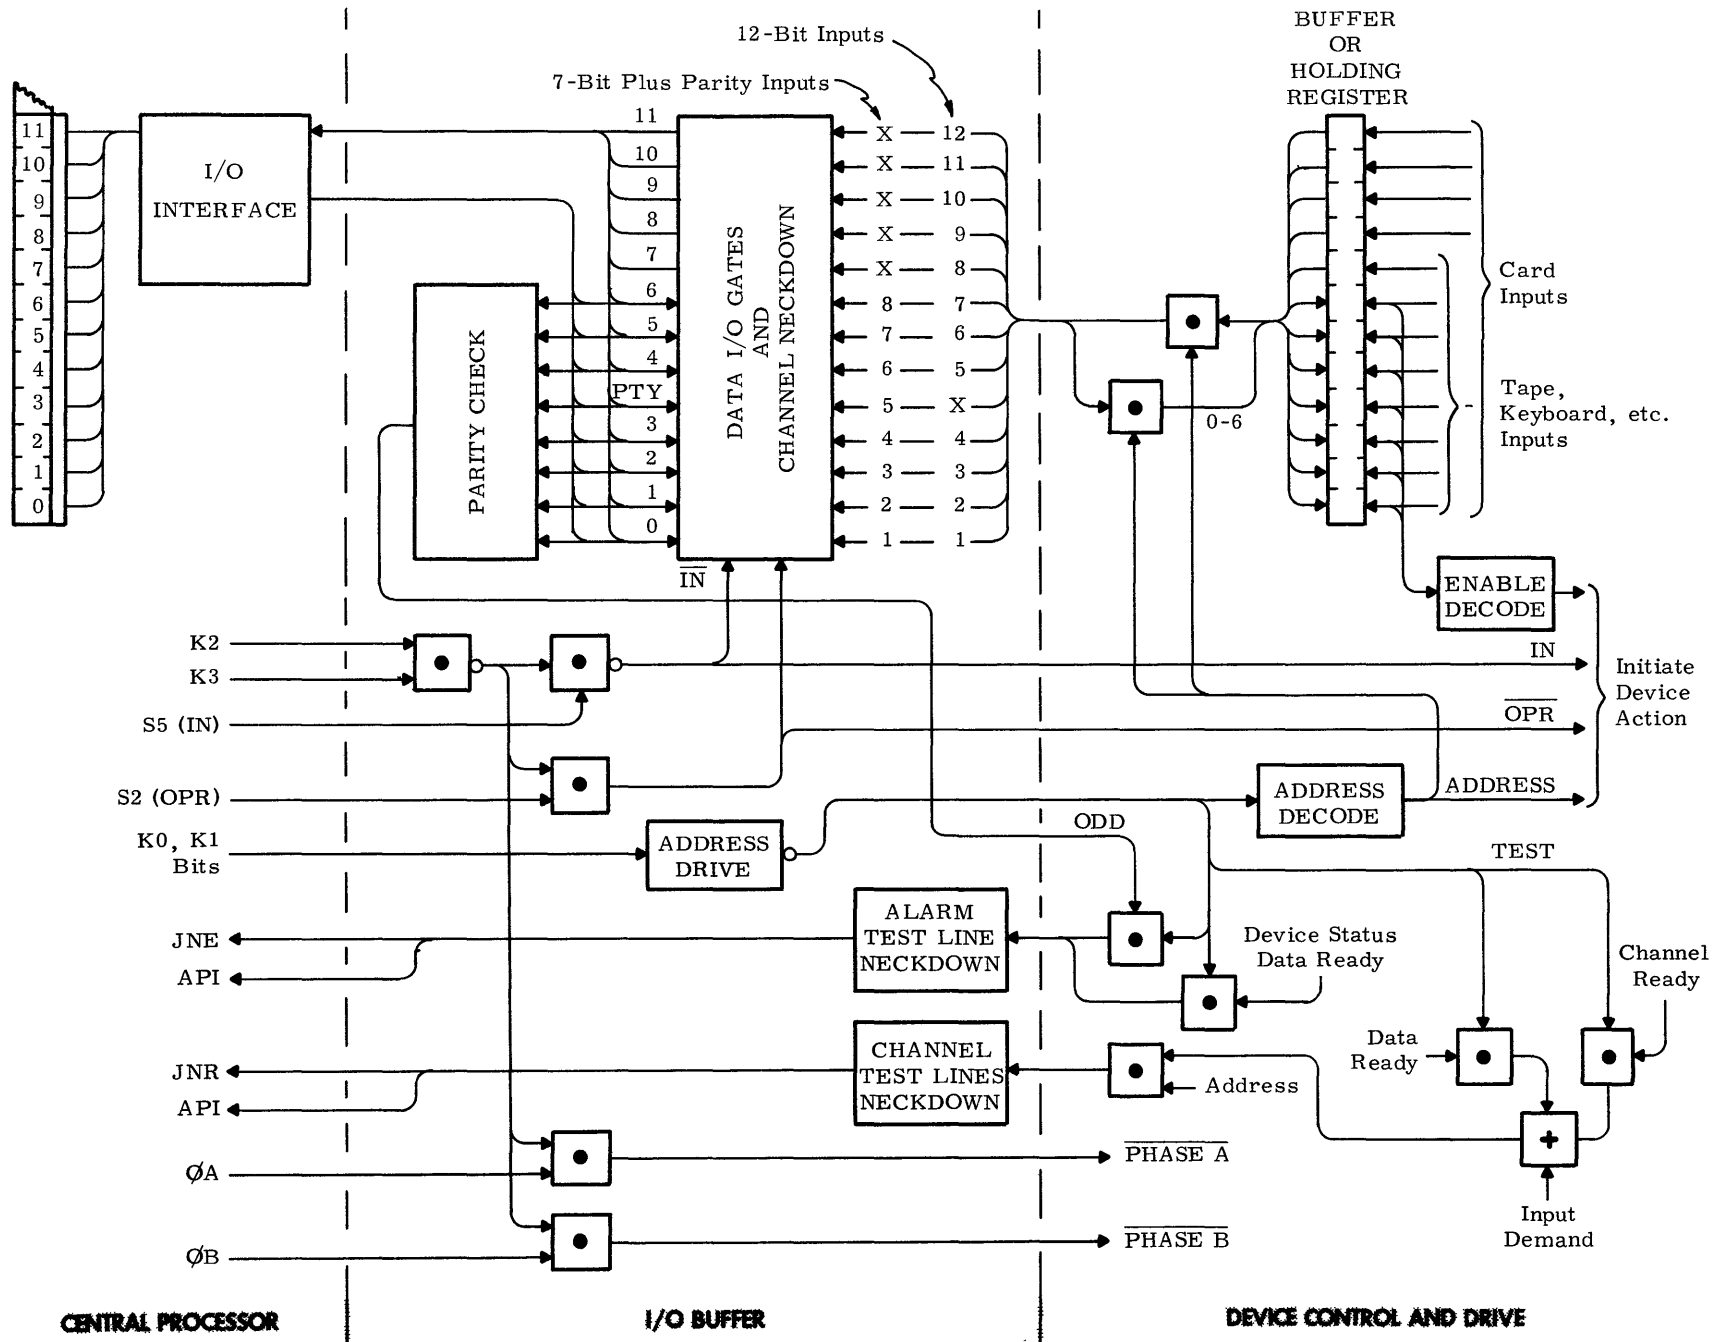 BUFFER
OR
HOLDING
REGISTER
12-Bit Inputs
7-Bit Plus Parity Inputs
11
10
9
8
7
6
5
4
3
2
1
0
I/O
INTERFACE
11
10
9
8
7
6
5
4
PTY
3
2
1
0
PARITY CHECK
DATA I/O GATES
AND
CHANNEL NECKDOWN
X 12
X 11
X 10
X 9
X 8
8 7
7 6
6 5
5 X
4 4
3 3
2 2
1 1
0-6
Card
Inputs
Tape,
Keyboard, etc.
Inputs
IN
ENABLE
DECODE
K2
K3
S5 (IN)
S2 (OPR)
K0, K1
Bits
IN
OPR
ADDRESS
Initiate
Device
Action
ADDRESS
DRIVE
ADDRESS
DECODE
ODD
TEST
JNE
API
ALARM
TEST LINE
NECKDOWN
Device Status
Data Ready
Channel
Ready
Data
Ready
JNR
API
CHANNEL
TEST LINES
NECKDOWN
Address
+
Input
Demand
ØA
PHASE A
ØB
PHASE B
CENTRAL PROCESSOR
I/O BUFFER
DEVICE CONTROL AND DRIVE